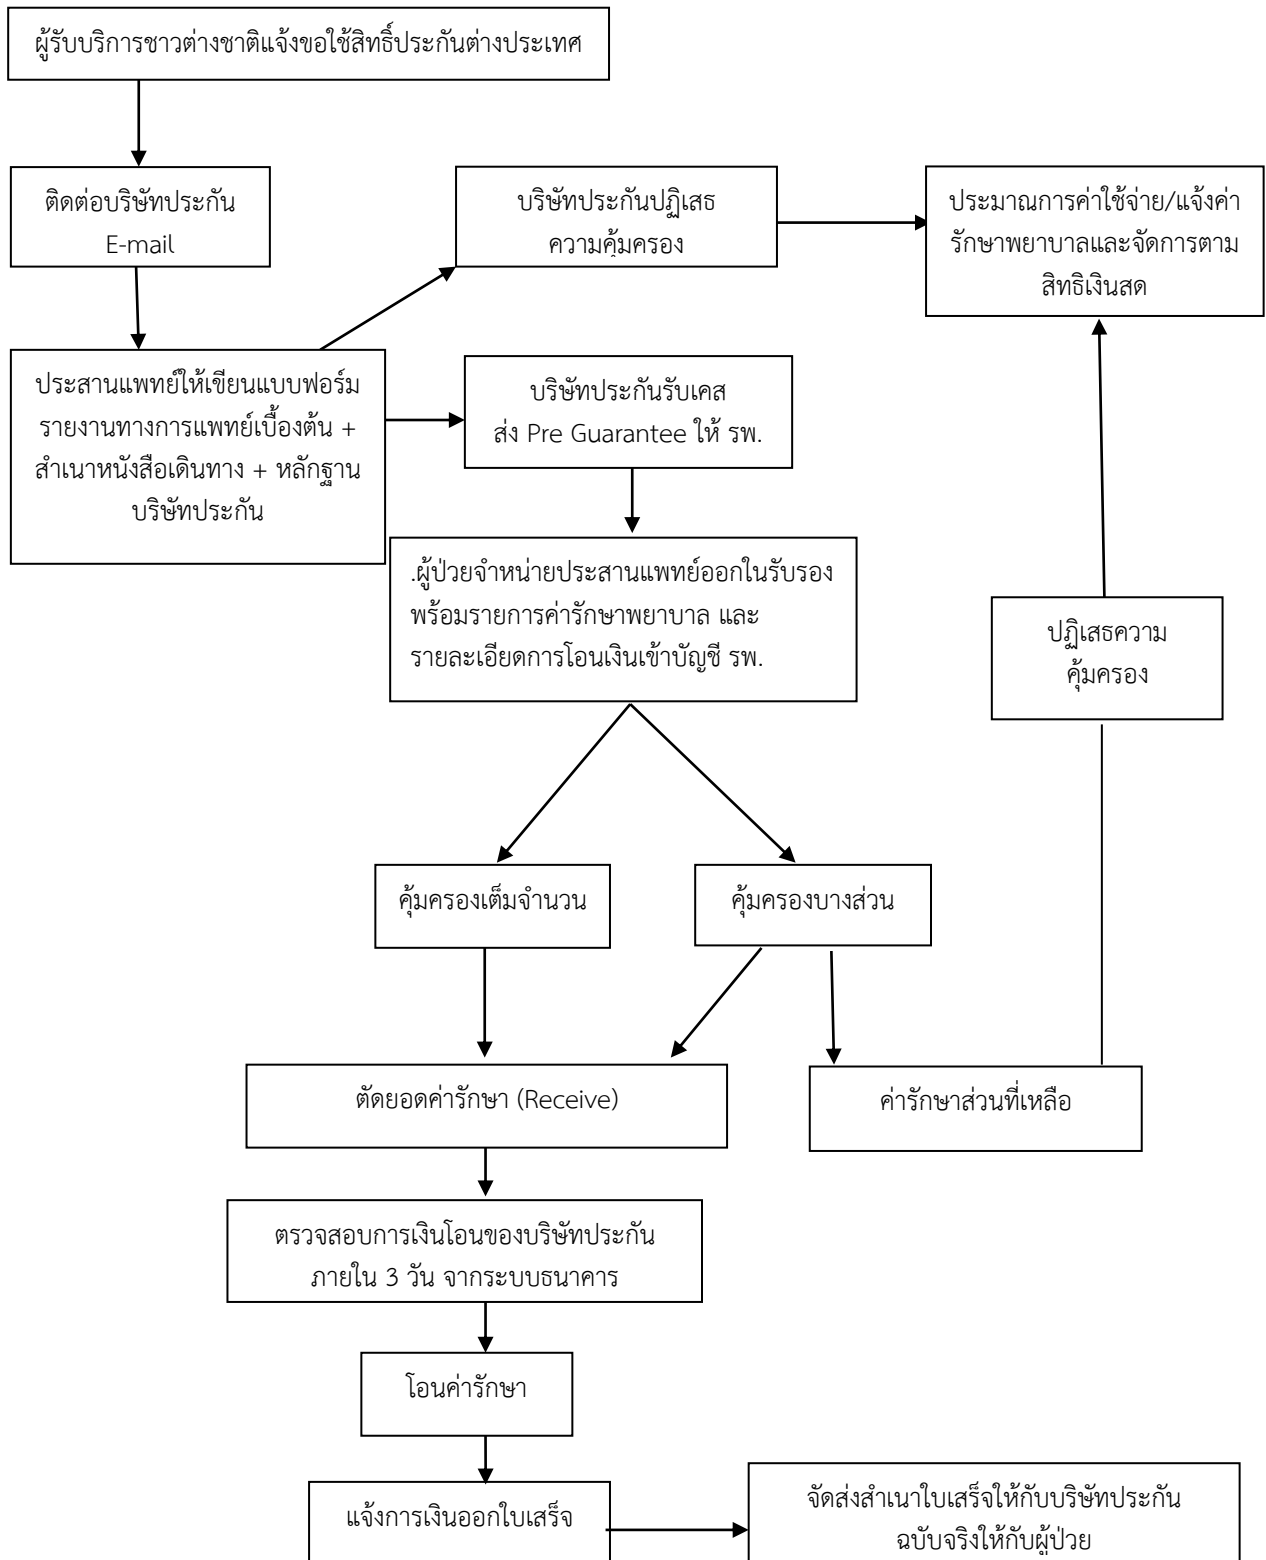 ผู้รับบริการชาวต่างชาติแจ้งขอใช้สิทธิ์ประกันต่างประเทศ
ติดต่อบริษัทประกัน
E-mail
บริษัทประกันปฏิเสธ
ความคุ้มครอง
ประมาณการค่าใช้จ่าย/แจ้งค่า
รักษาพยาบาลและจัดการตาม
สิทธิเงินสด
ประสานแพทย์ให้เขียนแบบฟอร์ม
รายงานทางการแพทย์เบื้องต้น +
สำเนาหนังสือเดินทาง + หลักฐาน
บริษัทประกัน
บริษัทประกันรับเคส
ส่ง Pre Guarantee ให้ รพ.
.ผู้ป่วยจำหน่ายประสานแพทย์ออกในรับรอง
พร้อมรายการค่ารักษาพยาบาล และ
รายละเอียดการโอนเงินเข้าบัญชี รพ.
ปฏิเสธความ
คุ้มครอง
คุ้มครองเต็มจำนวน
คุ้มครองบางส่วน
ตัดยอดค่ารักษา (Receive)
ค่ารักษาส่วนที่เหลือ
ตรวจสอบการเงินโอนของบริษัทประกัน
ภายใน 3 วัน จากระบบธนาคาร
โอนค่ารักษา
แจ้งการเงินออกใบเสร็จ
จัดส่งสำเนาใบเสร็จให้กับบริษัทประกัน
ฉบับจริงให้กับผู้ป่วย